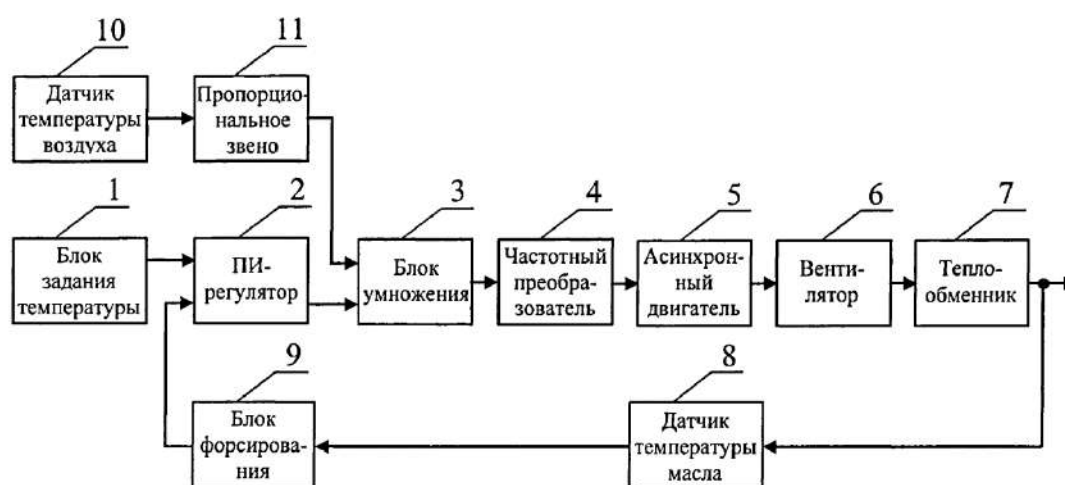 10
11
Датчик
температуры
воздуха
Пропорцио-
нальное
звено
1
2
3
4
5
6
7
Блок
задания
температуры
ПИ-
регулятор
Блок
умножения
Частотный
преобра-
зователь
Асинхрон-
ный
двигатель
Венти-
лятор
Тепло-
обменник
9
8
Блок
форсирова-
ния
Датчик
температуры
масла